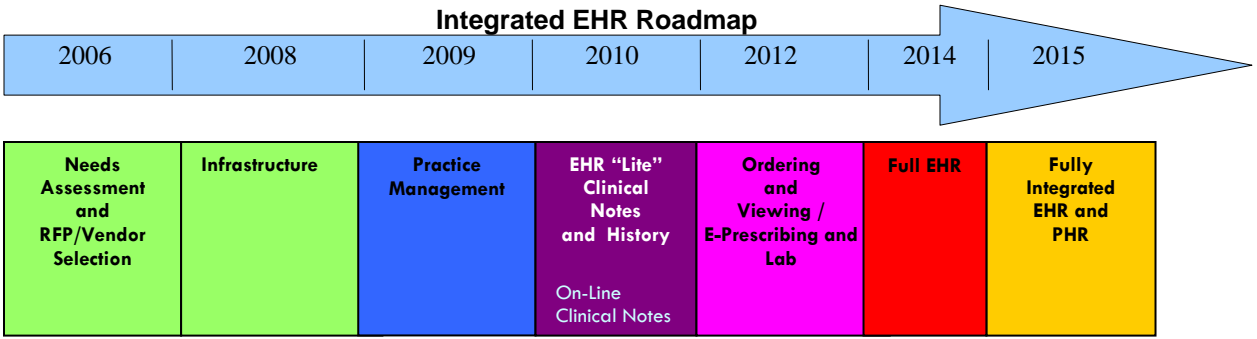 Integrated EHR Roadmap
2006 2008 2009 2010 2012 2014 2015
Needs
Assessment
and
RFP/Vendor
Selection
Infrastructure
Practice
Management
EHR “Lite”
Clinical
Notes
and History
On-Line
Clinical Notes
Ordering
and
Viewing /
E-Prescribing and
Lab
Full EHR
Fully
Integrated
EHR and
PHR